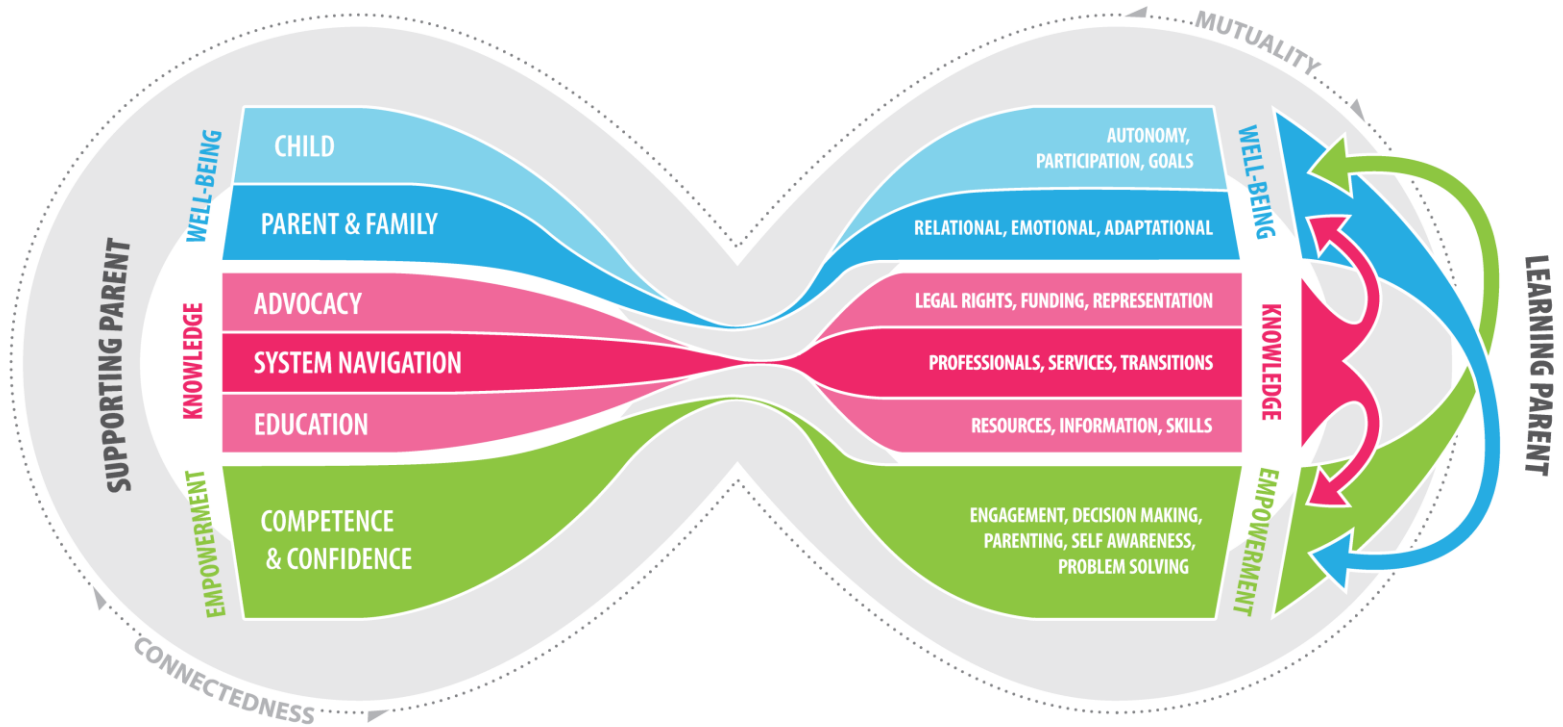 MUTUALITY
SUPPORTING PARENT
WELL-BEING
CHILD
PARENT & FAMILY
KNOWLEDGE
ADVOCACY
SYSTEM NAVIGATION
EDUCATION
EMPOWERMENT
COMPETENCE
& CONFIDENCE
CONNECTEDNESS
AUTONOMY,
PARTICIPATION, GOALS
RELATIONAL, EMOTIONAL, ADAPTATIONAL
WELL-BEING
LEGAL RIGHTS, FUNDING, REPRESENTATION
PROFESSIONALS, SERVICES, TRANSITIONS
RESOURCES, INFORMATION, SKILLS
KNOWLEDGE
ENGAGEMENT, DECISION MAKING,
PARENTING, SELF AWARENESS,
PROBLEM SOLVING
EMPOWERMENT
LEARNING PARENT